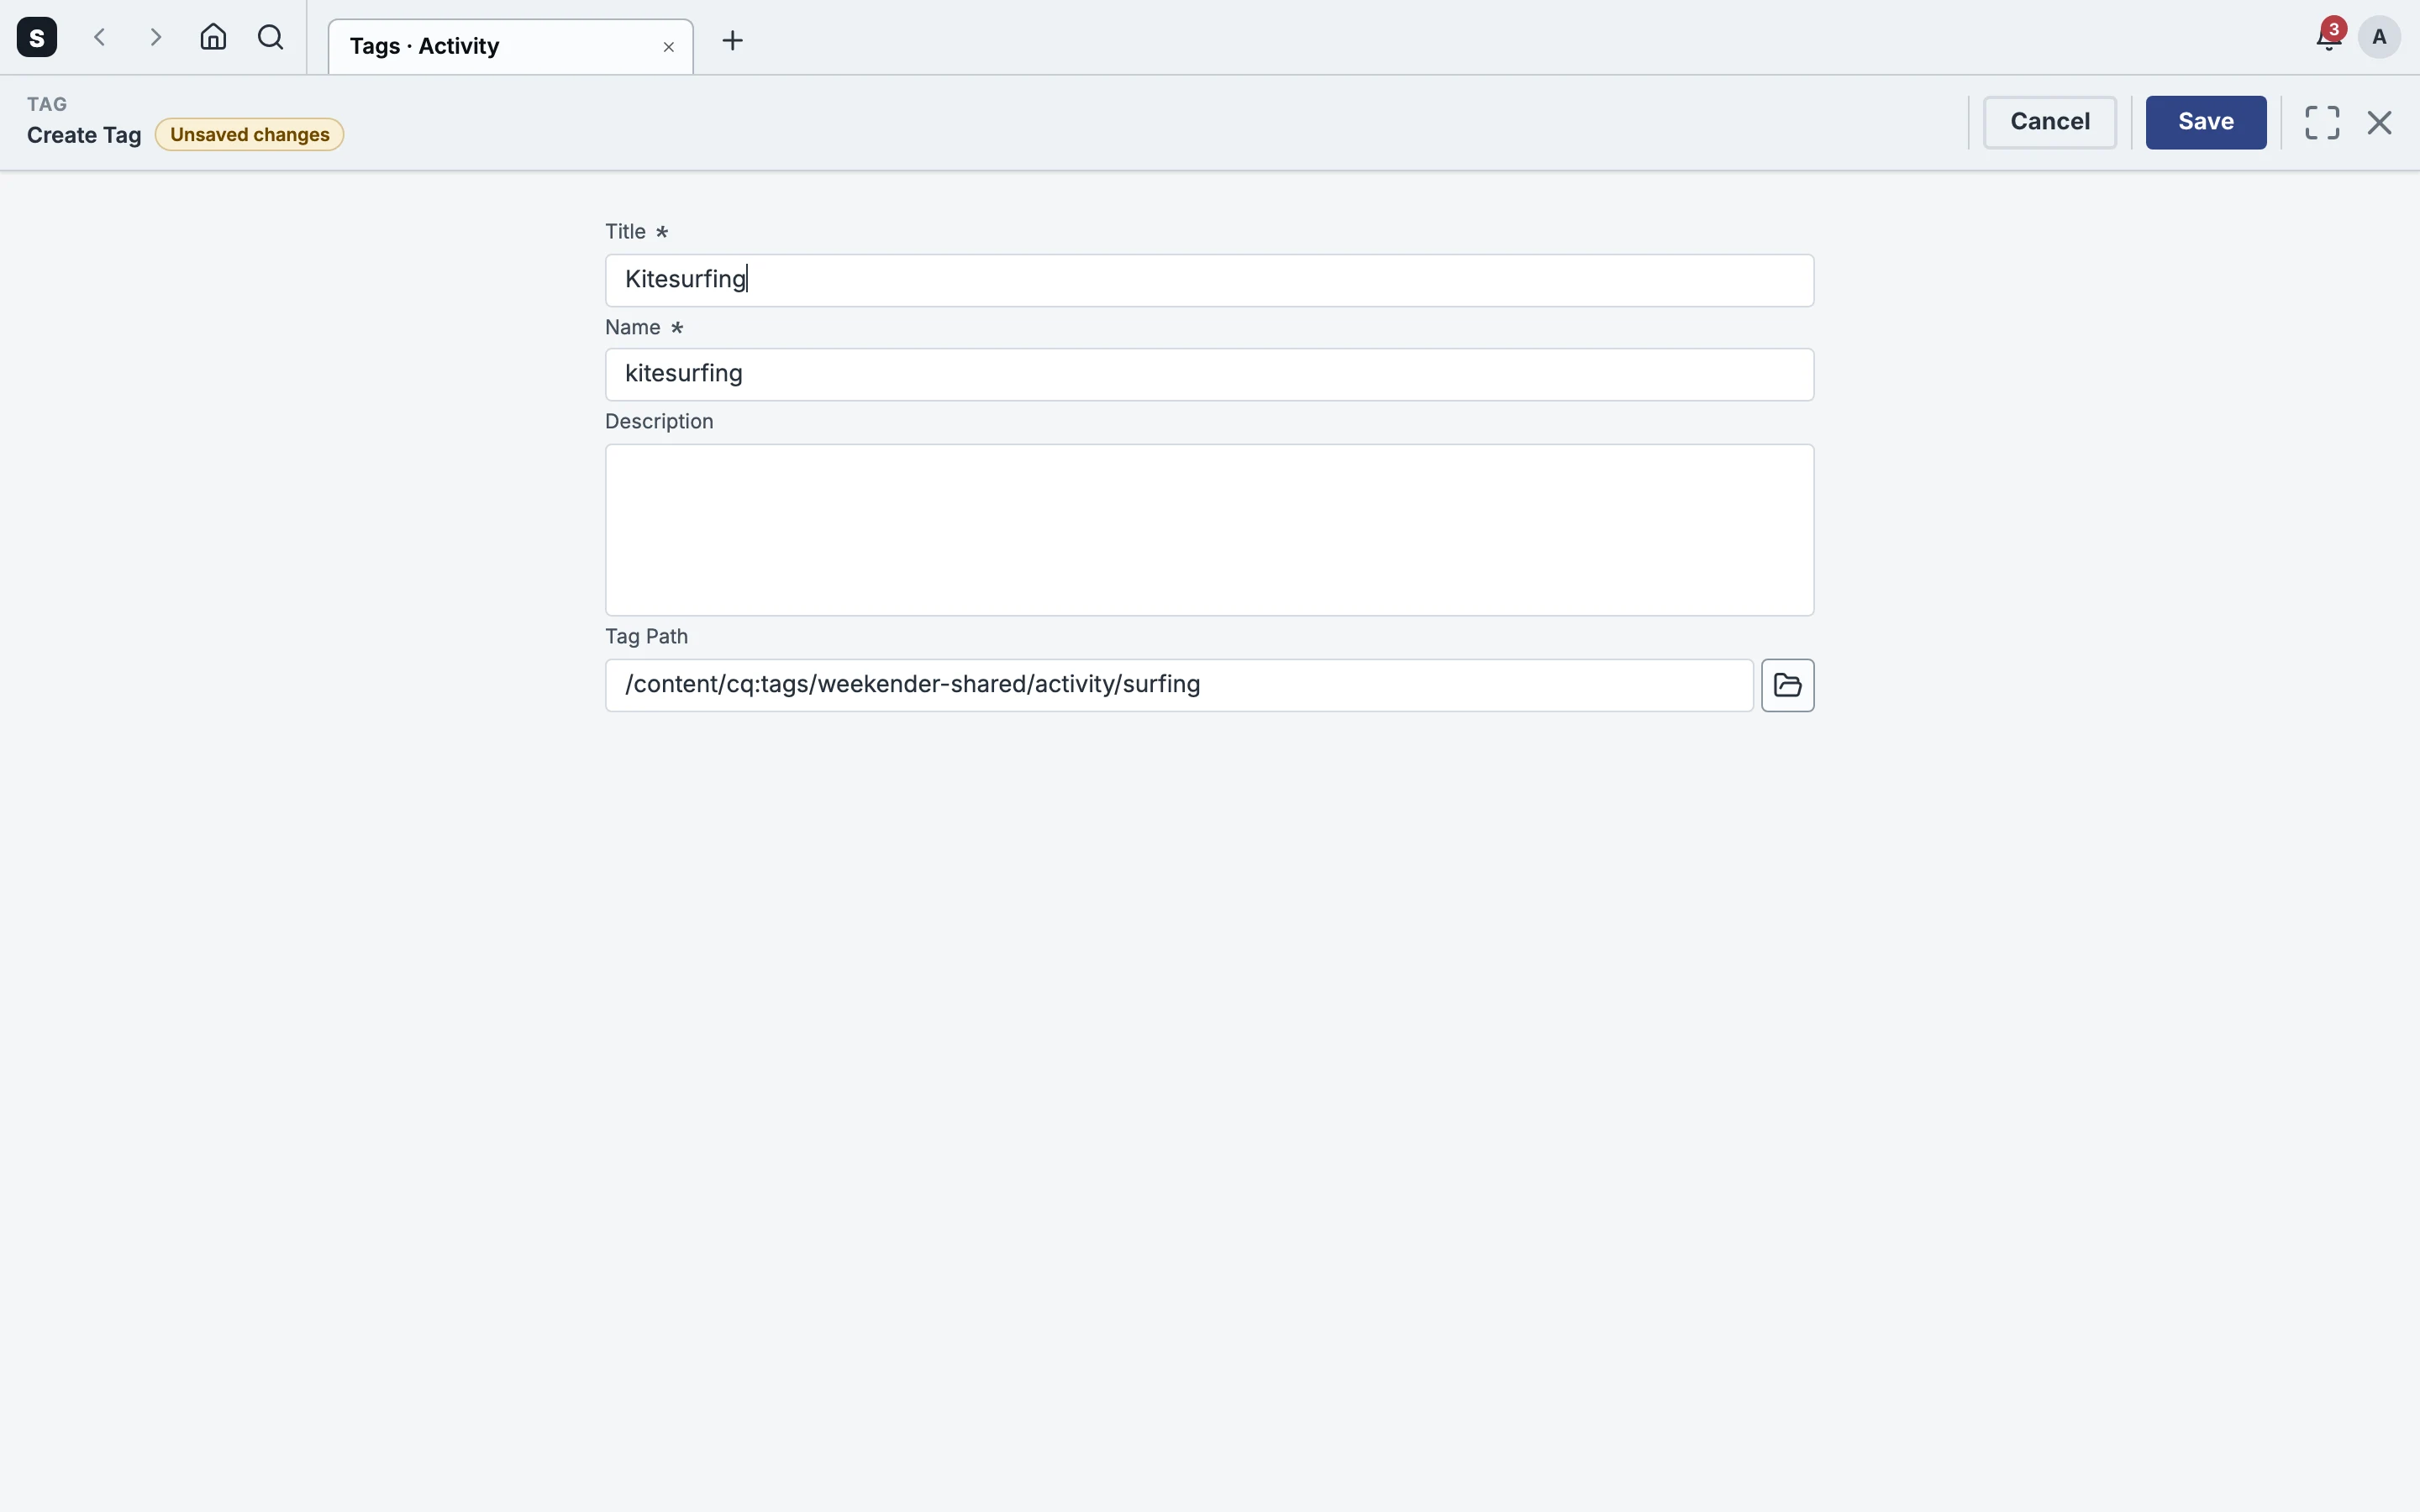 S
Tags · Activity
3
A
TAG
Create Tag
Unsaved changes
Cancel
Save
Title *
Kitesurfing
Name *
kitesurfing
Description
Tag Path
/content/cq:tags/weekender-shared/activity/surfing